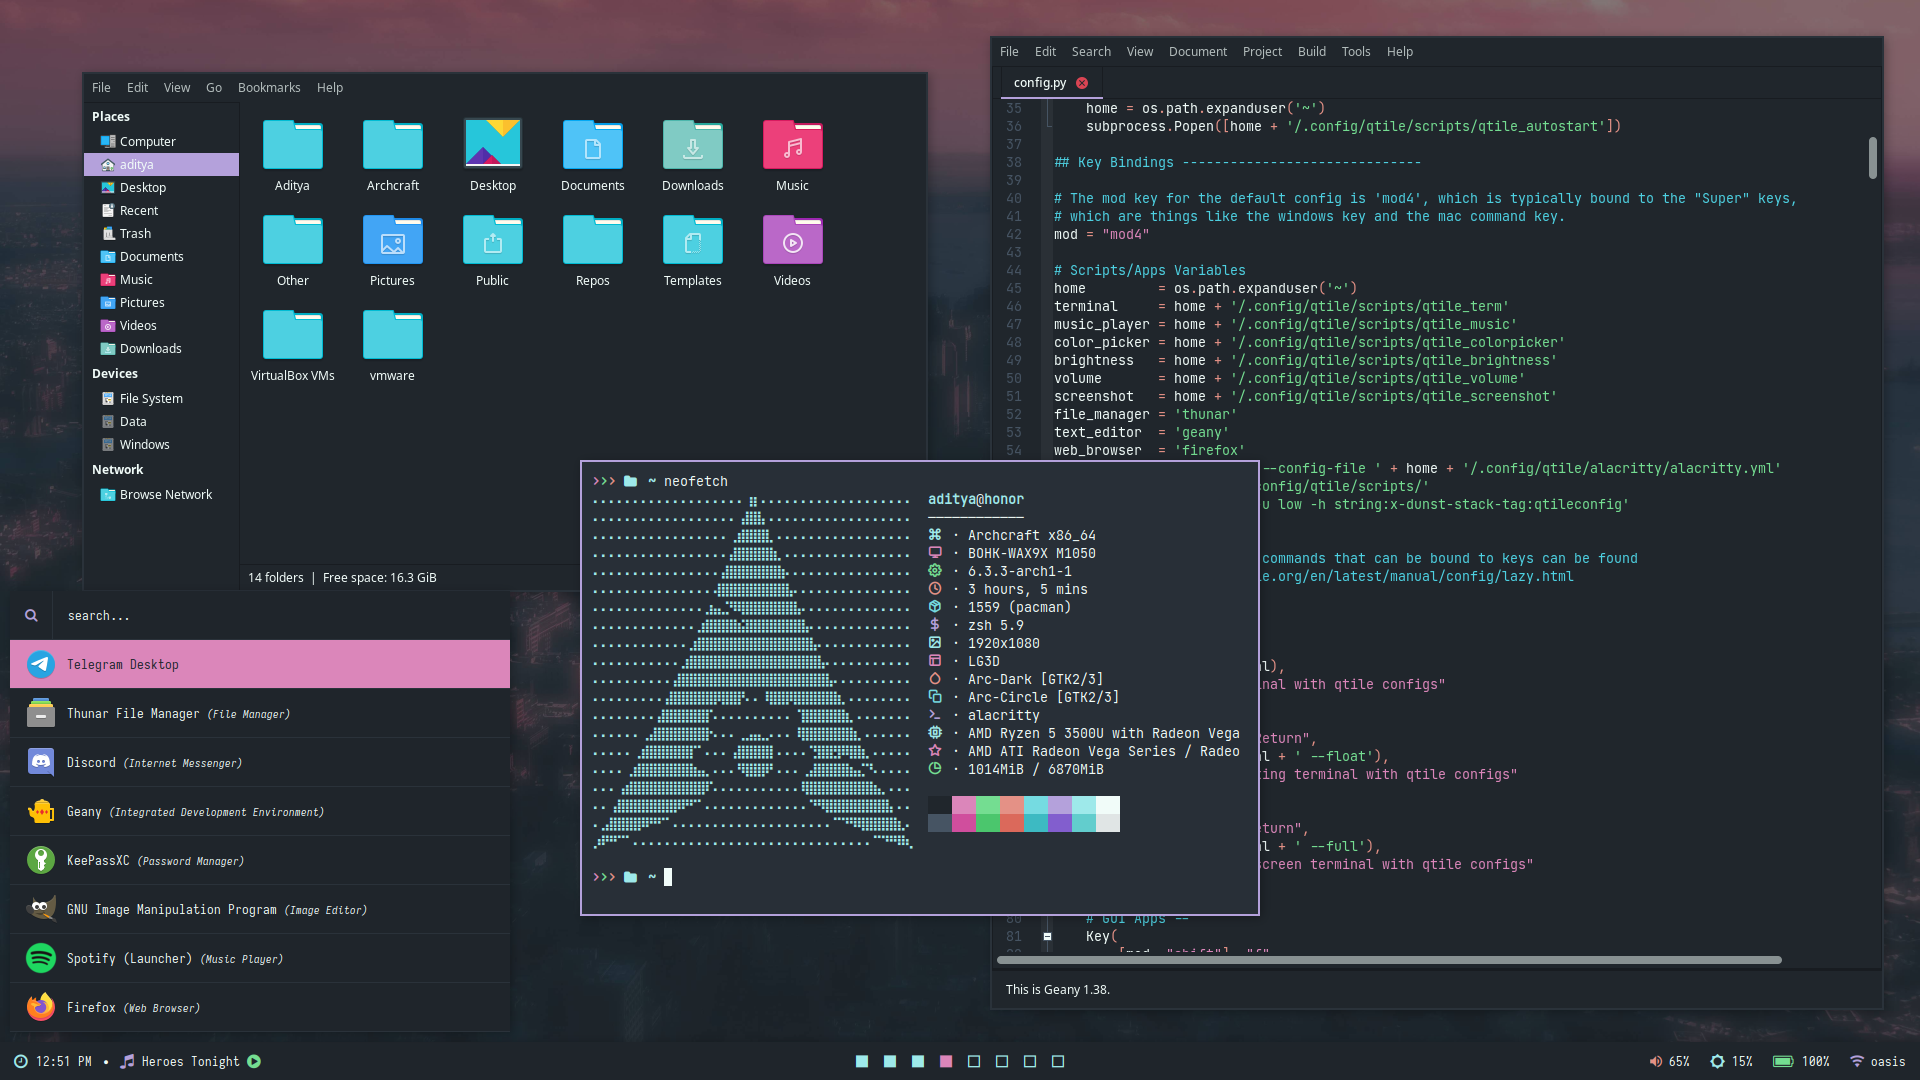 File Edit View Go Bookmarks Help
Places
Computer
aditya
Desktop
Recent
Trash
Documents
Music
Pictures
Videos
Downloads
Devices
File System
Data
Windows
Network
Browse Network
Aditya Archcraft Desktop Documents Downloads Music
Other Pictures Public Repos Templates Videos
VirtualBox VMs vmware
14 folders | Free space: 16.3 GiB
File Edit Search View Document Project Build Tools Help
config.py
35 home = os.path.expanduser('~')
36 subprocess.Popen([home + '/.config/qtile/scripts/qtile_autostart'])
37
38 ## Key Bindings ------------------------------
39
40 # The mod key for the default config is 'mod4', which is typically bound to the "Super" keys,
41 # which are things like the windows key and the mac command key.
42 mod = "mod4"
43
44 # Scripts/Apps Variables
45 home = os.path.expanduser('~')
46 terminal = home + '/.config/qtile/scripts/qtile_term'
47 music_player = home + '/.config/qtile/scripts/qtile_music'
48 color_picker = home + '/.config/qtile/scripts/qtile_colorpicker'
49 brightness = home + '/.config/qtile/scripts/qtile_brightness'
50 volume = home + '/.config/qtile/scripts/qtile_volume'
51 screenshot = home + '/.config/qtile/scripts/qtile_screenshot'
52 file_manager = 'thunar'
53 text_editor = 'geany'
54 web_browser = 'firefox'
--config-file ' + home + '/.config/qtile/alacritty/alacritty.yml'
onfig/qtile/scripts/'
u low -h string:x-dunst-stack-tag:qtileconfig'
commands that can be bound to keys can be found
le.org/en/latest/manual/config/lazy.html
al),
inal with qtile configs"
Return",
al + ' --float'),
ting terminal with qtile configs"
eturn",
al + ' --full'),
screen terminal with qtile configs"
80 # GUI Apps --
81 Key(
This is Geany 1.38.
>>> ~ neofetch
aditya@honor
------------
· Archcraft x86_64
· BOHK-WAX9X M1050
· 6.3.3-arch1-1
· 3 hours, 5 mins
· 1559 (pacman)
· zsh 5.9
· 1920x1080
· LG3D
· Arc-Dark [GTK2/3]
· Arc-Circle [GTK2/3]
· alacritty
· AMD Ryzen 5 3500U with Radeon Vega
· AMD ATI Radeon Vega Series / Radeo
· 1014MiB / 6870MiB
>>> ~
search...
Telegram Desktop
Thunar File Manager (File Manager)
Discord (Internet Messenger)
Geany (Integrated Development Environment)
KeePassXC (Password Manager)
GNU Image Manipulation Program (Image Editor)
Spotify (Launcher) (Music Player)
Firefox (Web Browser)
12:51 PM • Heroes Tonight
65% 15% 100% oasis